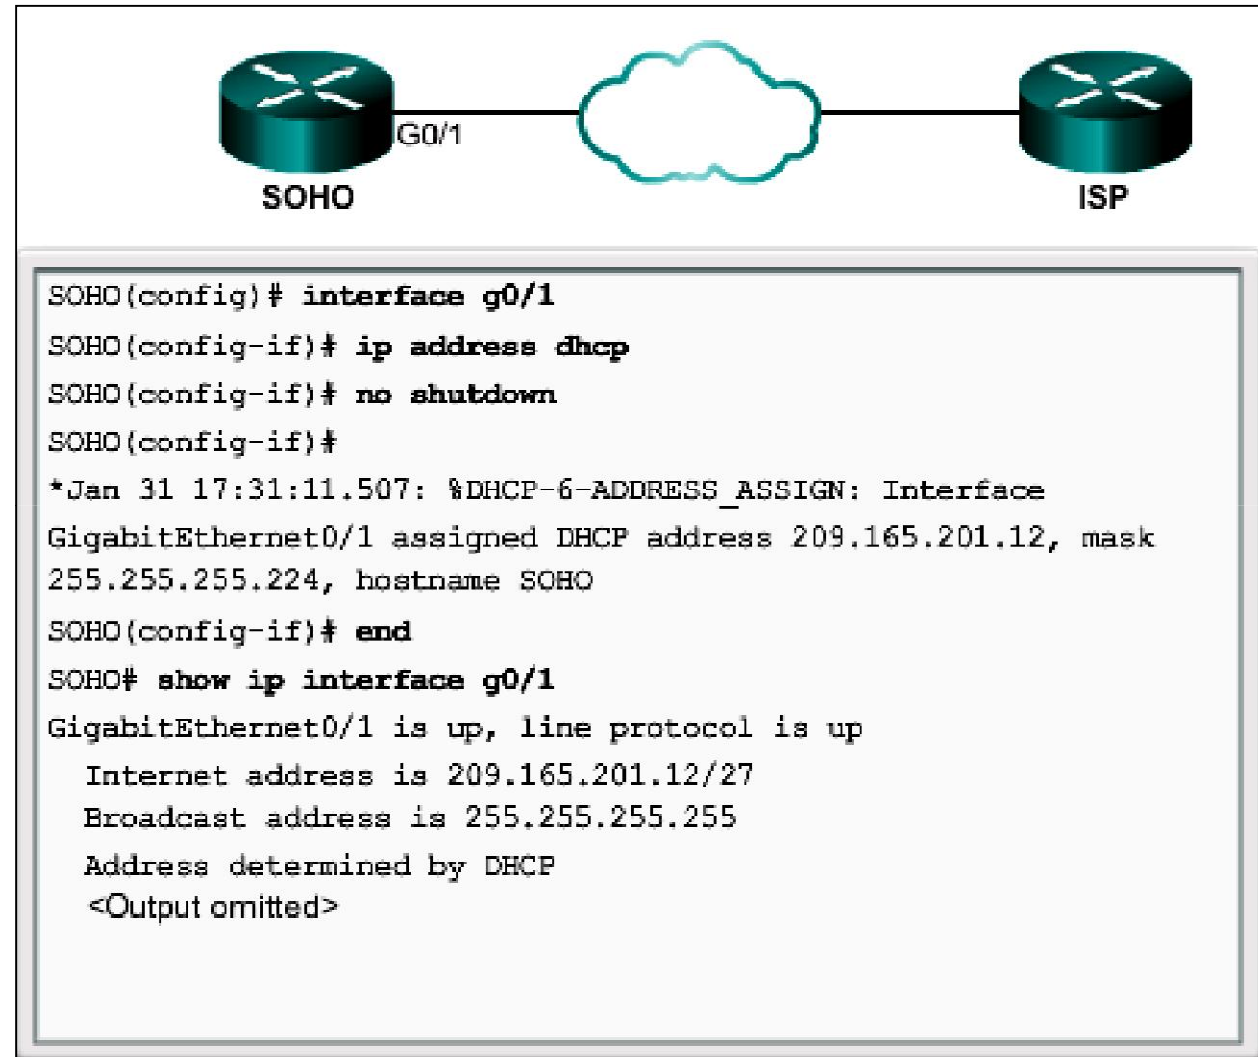 G0/1
SOHO
ISP
SOHO(config)# interface g0/1
SOHO(config-if)# ip address dhcp
SOHO(config-if)# no shutdown
SOHO(config-if)#
*Jan 31 17:31:11.507: %DHCP-6-ADDRESS_ASSIGN: Interface
GigabitEthernet0/1 assigned DHCP address 209.165.201.12, mask
255.255.255.224, hostname SOHO
SOHO(config-if)# end
SOHO# show ip interface g0/1
GigabitEthernet0/1 is up, line protocol is up
Internet address is 209.165.201.12/27
Broadcast address is 255.255.255.255
Address determined by DHCP
<Output omitted>